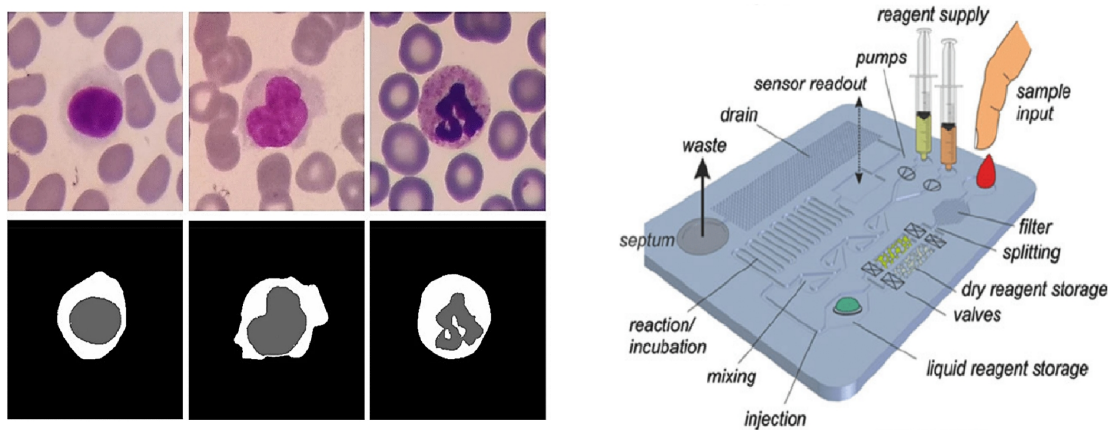 reagent supply
pumps
sensor readout
sample
input
drain
waste
septum
filter
splitting
dry reagent storage
valves
reaction/
incubation
liquid reagent storage
mixing
injection